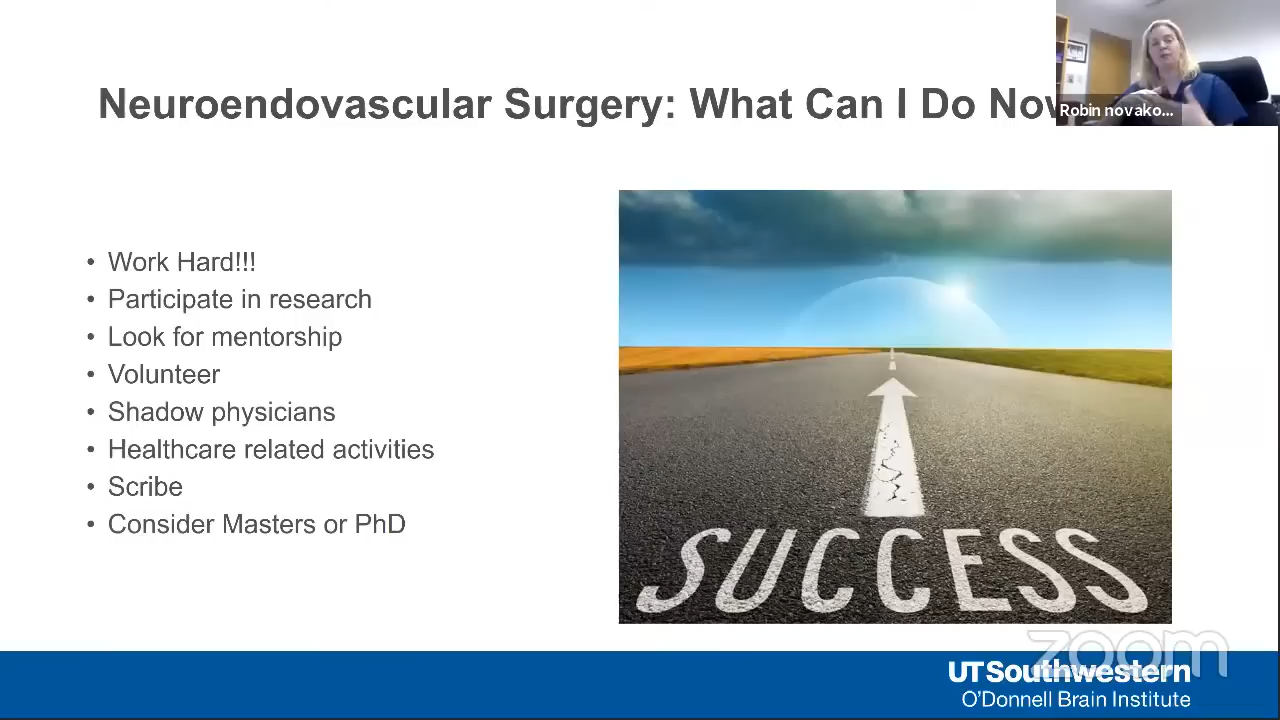 Neuroendovascular Surgery: What Can I Do
Robin novako...
• Work Hard!!!
• Participate in research
• Look for mentorship
• Volunteer
• Shadow physicians
• Healthcare related activities
• Scribe
• Consider Masters or PhD
SUCCESS
zoom
UTSouthwestern
O'Donnell Brain Institute